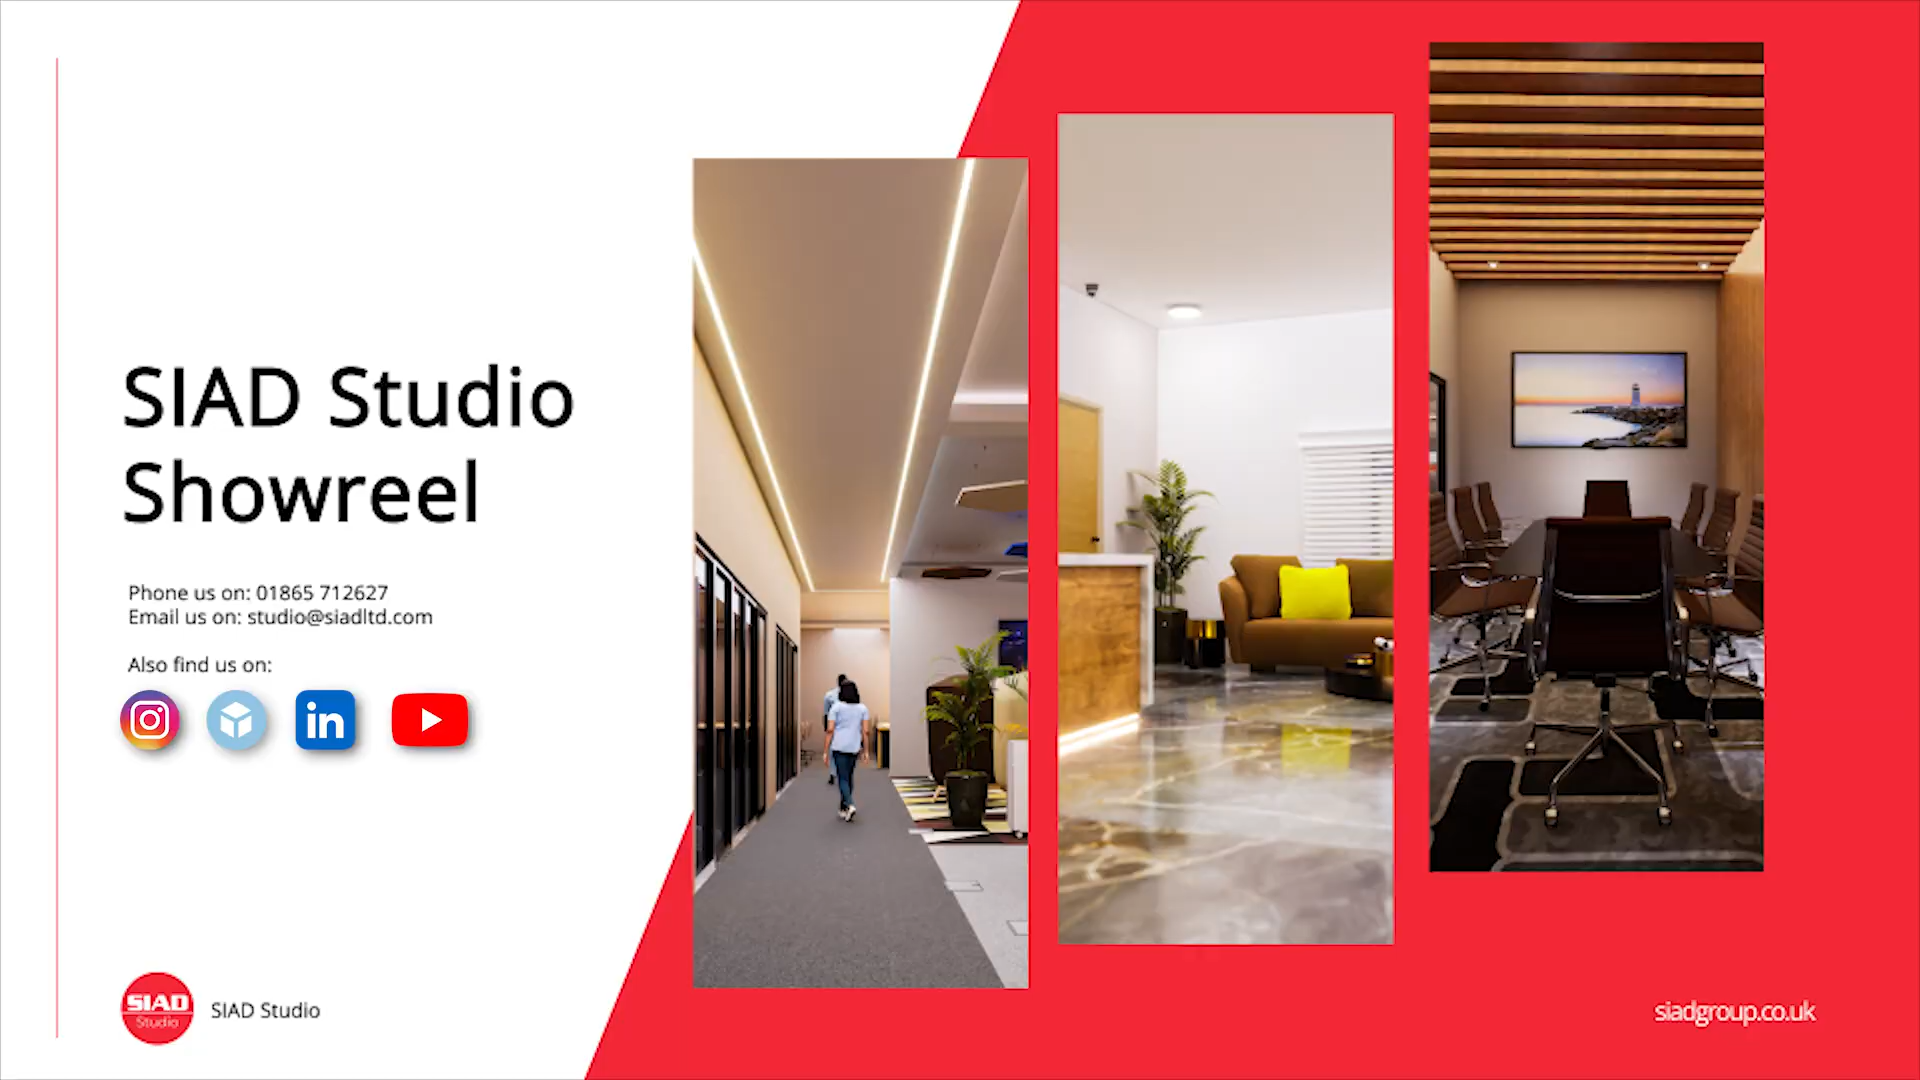 SIAD Studio
Showreel
Phone us on: 01865 712627
Email us on: studio@siadltd.com
Also find us on:
in
SIAD
Studio
SIAD Studio
siadgroup.co.uk